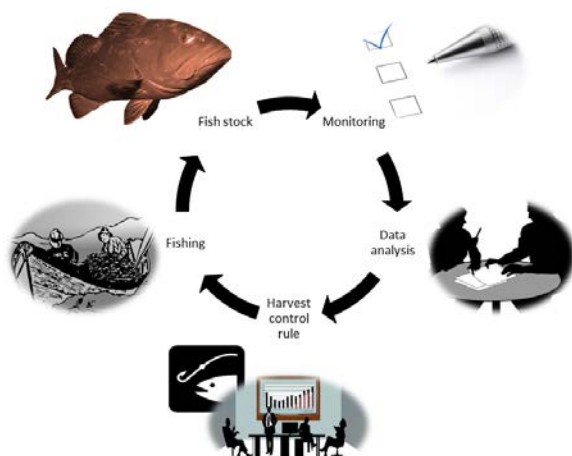 Fish stock
Monitoring
Data
analysis
Harvest
control
rule
Fishing